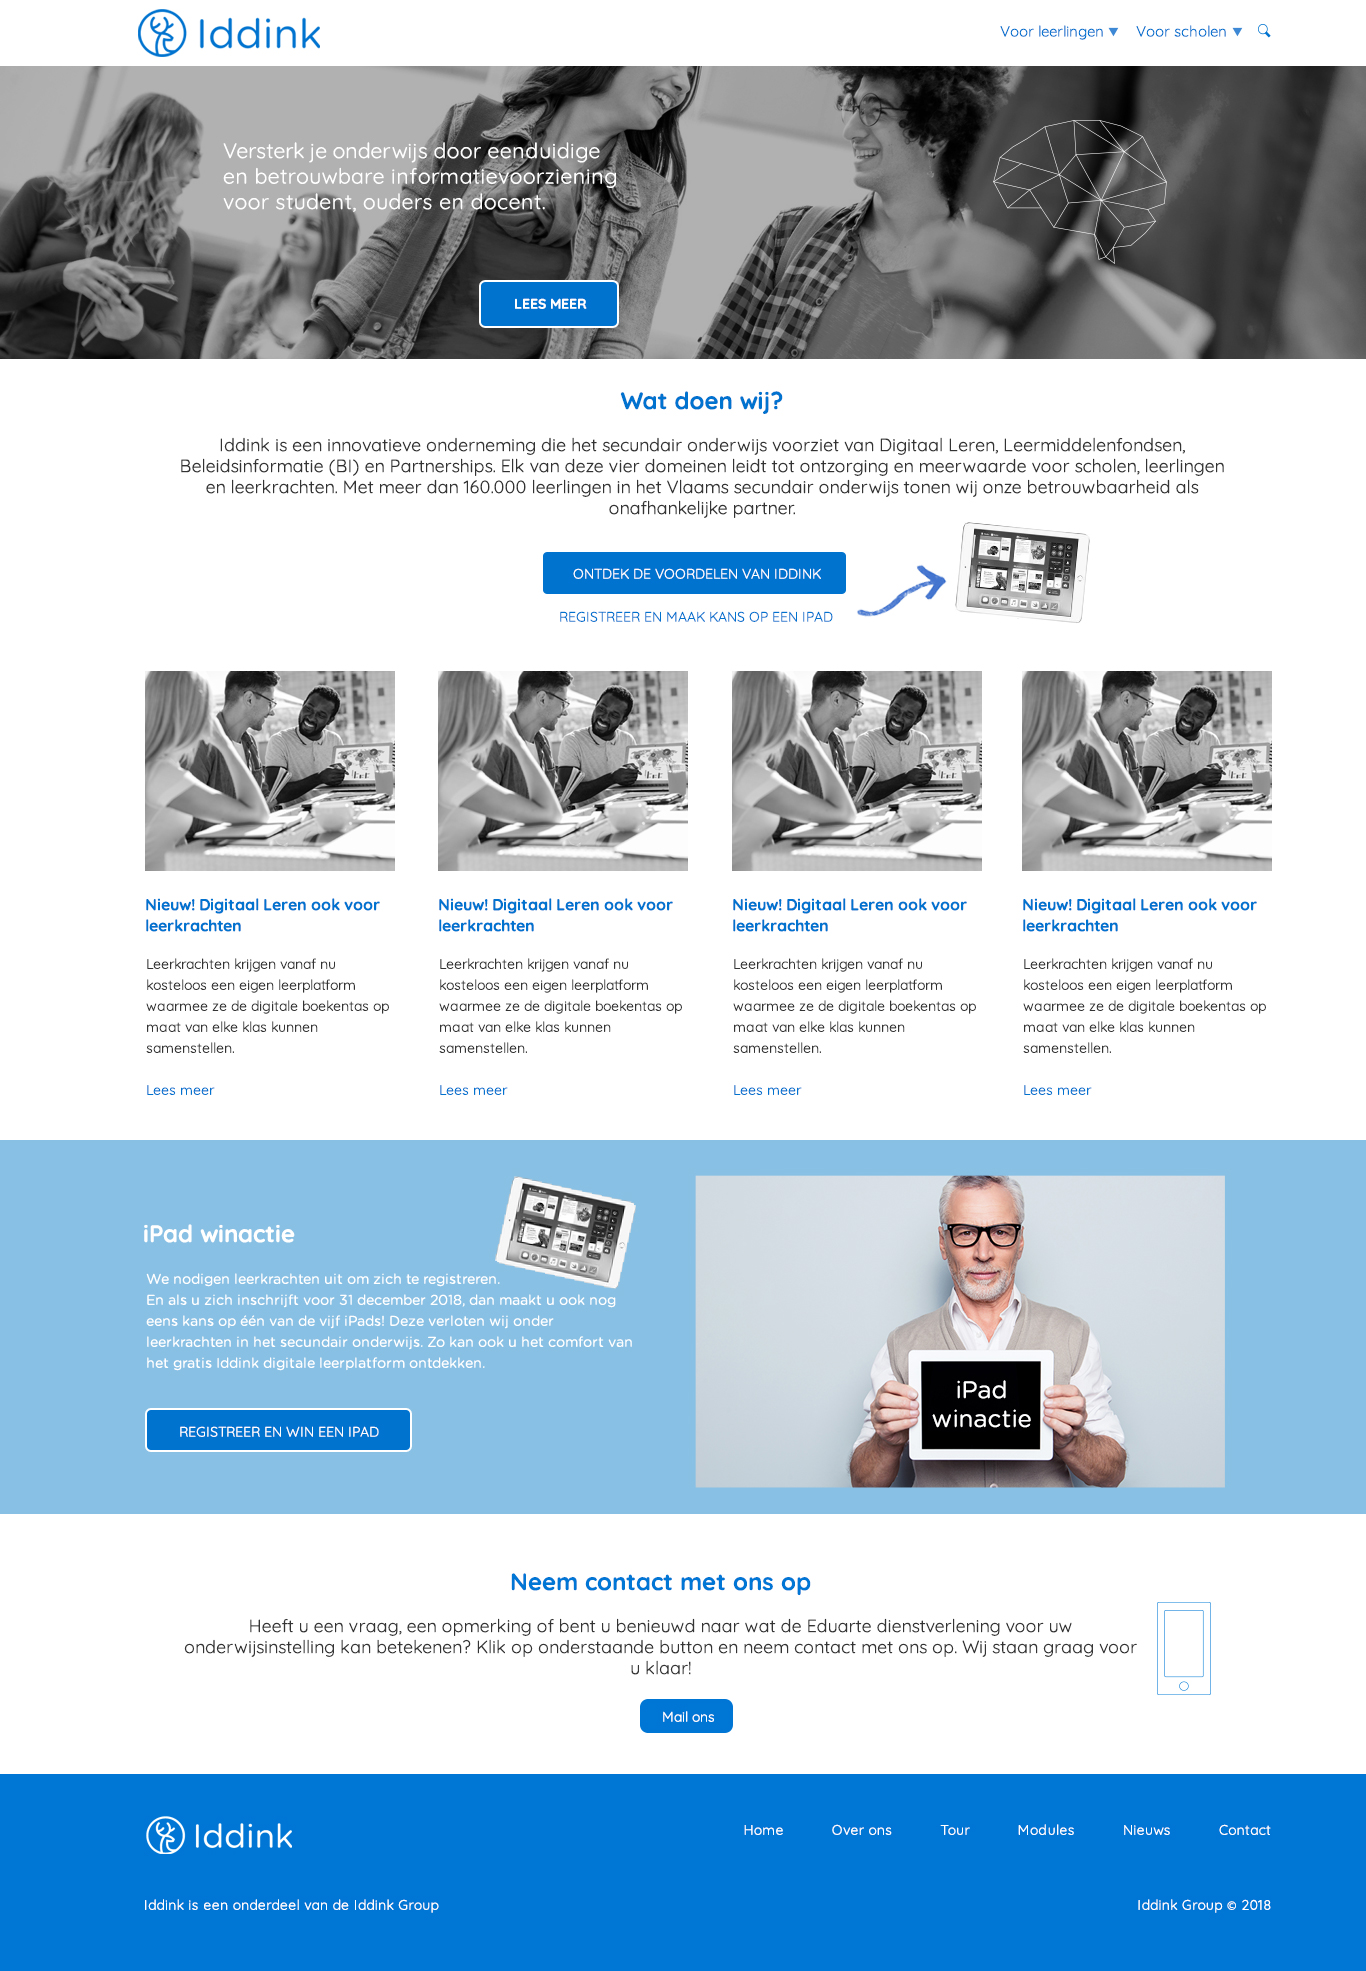 Iddink
Voor leerlingen ▼ Voor scholen ▼
Versterk je onderwijs door eenduidige
en betrouwbare informatievoorziening
voor student, ouders en docent.
LEES MEER
Wat doen wij?
Iddink is een innovatieve onderneming die het secundair onderwijs voorziet van Digitaal Leren, Leermiddelenfondsen,
Beleidsinformatie (BI) en Partnerships. Elk van deze vier domeinen leidt tot ontzorging en meerwaarde voor scholen, leerlingen
en leerkrachten. Met meer dan 160.000 leerlingen in het Vlaams secundair onderwijs tonen wij onze betrouwbaarheid als
onafhankelijke partner.
ONTDEK DE VOORDELEN VAN IDDINK
REGISTREER EN MAAK KANS OP EEN IPAD
Nieuw! Digitaal Leren ook voor
leerkrachten
Leerkrachten krijgen vanaf nu
kosteloos een eigen leerplatform
waarmee ze de digitale boekentas op
maat van elke klas kunnen
samenstellen.
Lees meer
Nieuw! Digitaal Leren ook voor
leerkrachten
Leerkrachten krijgen vanaf nu
kosteloos een eigen leerplatform
waarmee ze de digitale boekentas op
maat van elke klas kunnen
samenstellen.
Lees meer
Nieuw! Digitaal Leren ook voor
leerkrachten
Leerkrachten krijgen vanaf nu
kosteloos een eigen leerplatform
waarmee ze de digitale boekentas op
maat van elke klas kunnen
samenstellen.
Lees meer
Nieuw! Digitaal Leren ook voor
leerkrachten
Leerkrachten krijgen vanaf nu
kosteloos een eigen leerplatform
waarmee ze de digitale boekentas op
maat van elke klas kunnen
samenstellen.
Lees meer
iPad winactie
We nodigen leerkrachten uit om zich te registreren.
En als u zich inschrijft voor 31 december 2018, dan maakt u ook nog
eens kans op één van de vijf iPads! Deze verloten wij onder
leerkrachten in het secundair onderwijs. Zo kan ook u het comfort van
het gratis Iddink digitale leerplatform ontdekken.
REGISTREER EN WIN EEN IPAD
iPad
winactie
Neem contact met ons op
Heeft u een vraag, een opmerking of bent u benieuwd naar wat de Eduarte dienstverlening voor uw
onderwijsinstelling kan betekenen? Klik op onderstaande button en neem contact met ons op. Wij staan graag voor
u klaar!
Mail ons
Iddink
Home Over ons Tour Modules Nieuws Contact
Iddink is een onderdeel van de Iddink Group
Iddink Group © 2018